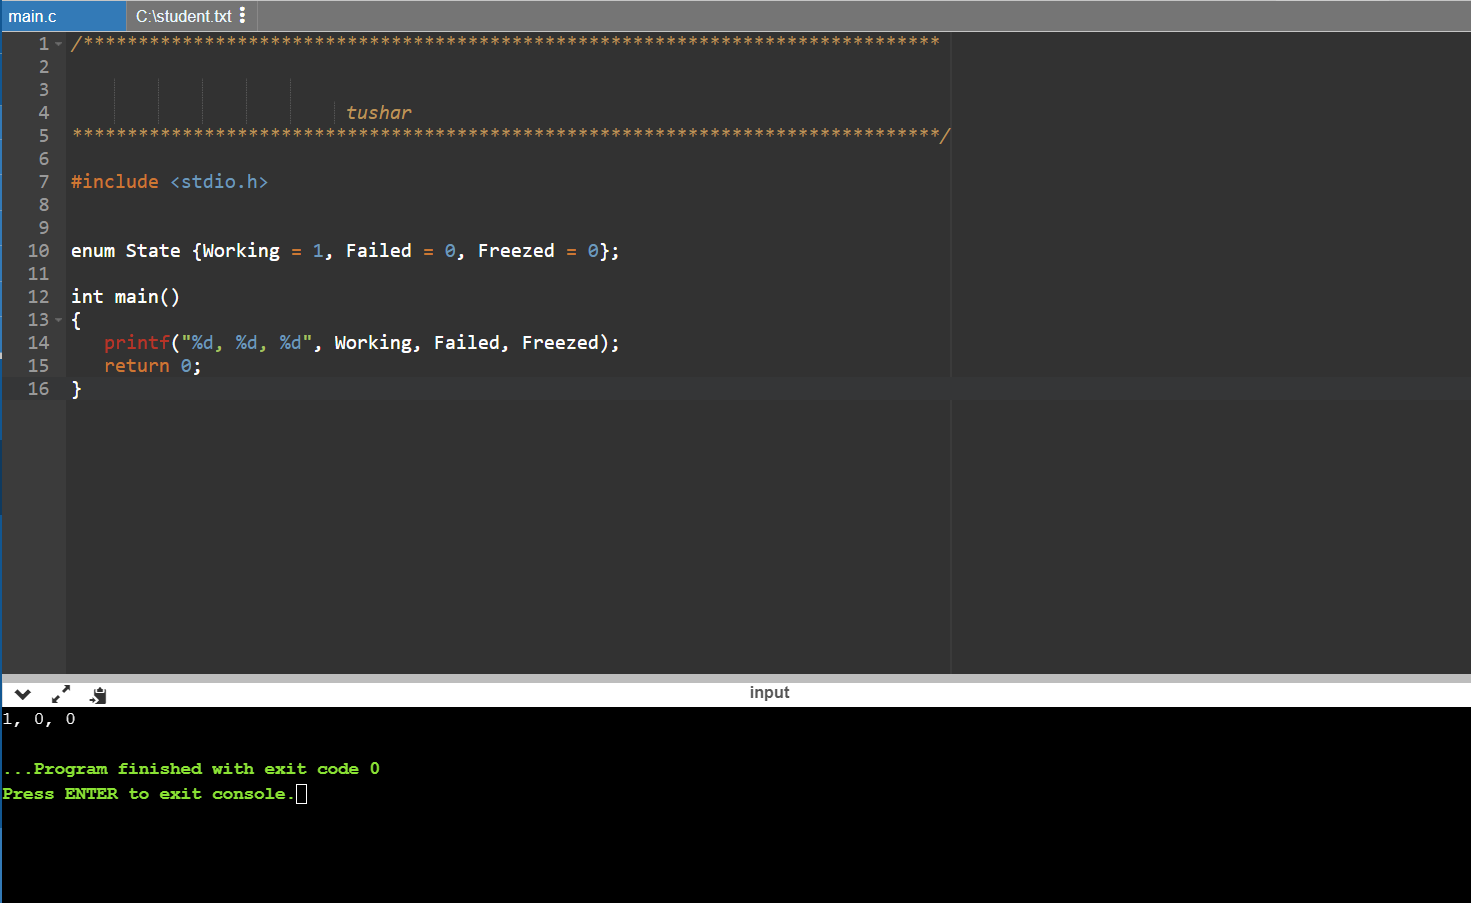 main.c C:\student.txt
1 /******************************************************************************
2
3
4 tushar
5 *******************************************************************************/
6
7 #include <stdio.h>
8
9
10 enum State {Working = 1, Failed = 0, Freezed = 0};
11
12 int main()
13 {
14 printf("%d, %d, %d", Working, Failed, Freezed);
15 return 0;
16 }
input
1, 0, 0
...Program finished with exit code 0
Press ENTER to exit console.